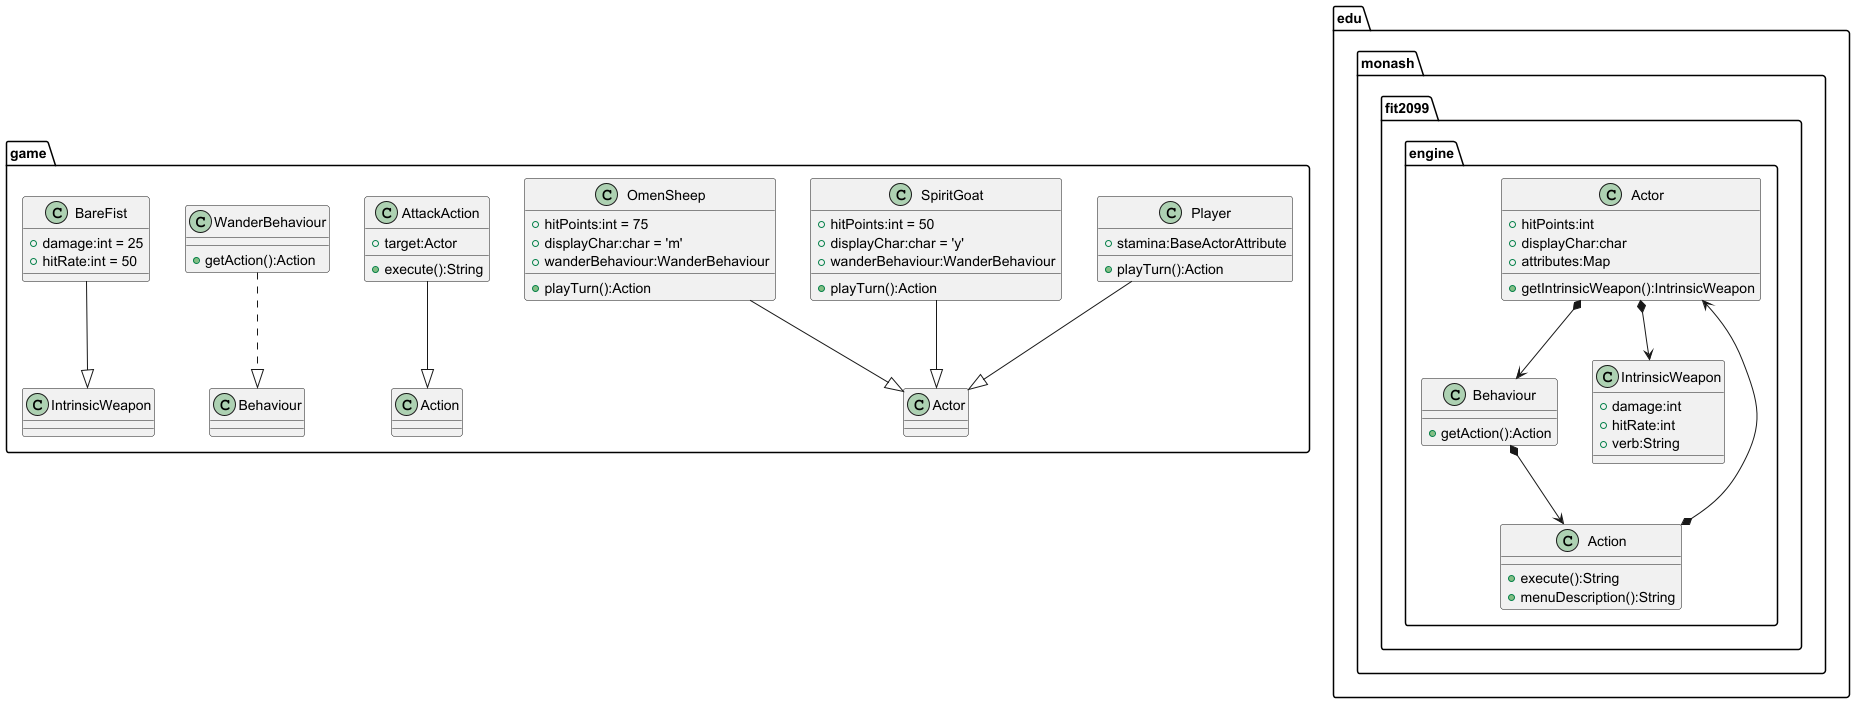 game
C BareFist
damage:int = 25
hitRate:int = 50
C WanderBehaviour
getAction():Action
C AttackAction
target:Actor
execute():String
C OmenSheep
hitPoints:int = 75
displayChar:char = 'm'
wanderBehaviour:WanderBehaviour
playTurn():Action
C SpiritGoat
hitPoints:int = 50
displayChar:char = 'y'
wanderBehaviour:WanderBehaviour
playTurn():Action
C Player
stamina:BaseActorAttribute
playTurn():Action
C IntrinsicWeapon
C Behaviour
C Action
C Actor
edu
monash
fit2099
engine
C Actor
hitPoints:int
displayChar:char
attributes:Map
getIntrinsicWeapon():IntrinsicWeapon
C Behaviour
getAction():Action
C IntrinsicWeapon
damage:int
hitRate:int
verb:String
C Action
execute():String
menuDescription():String